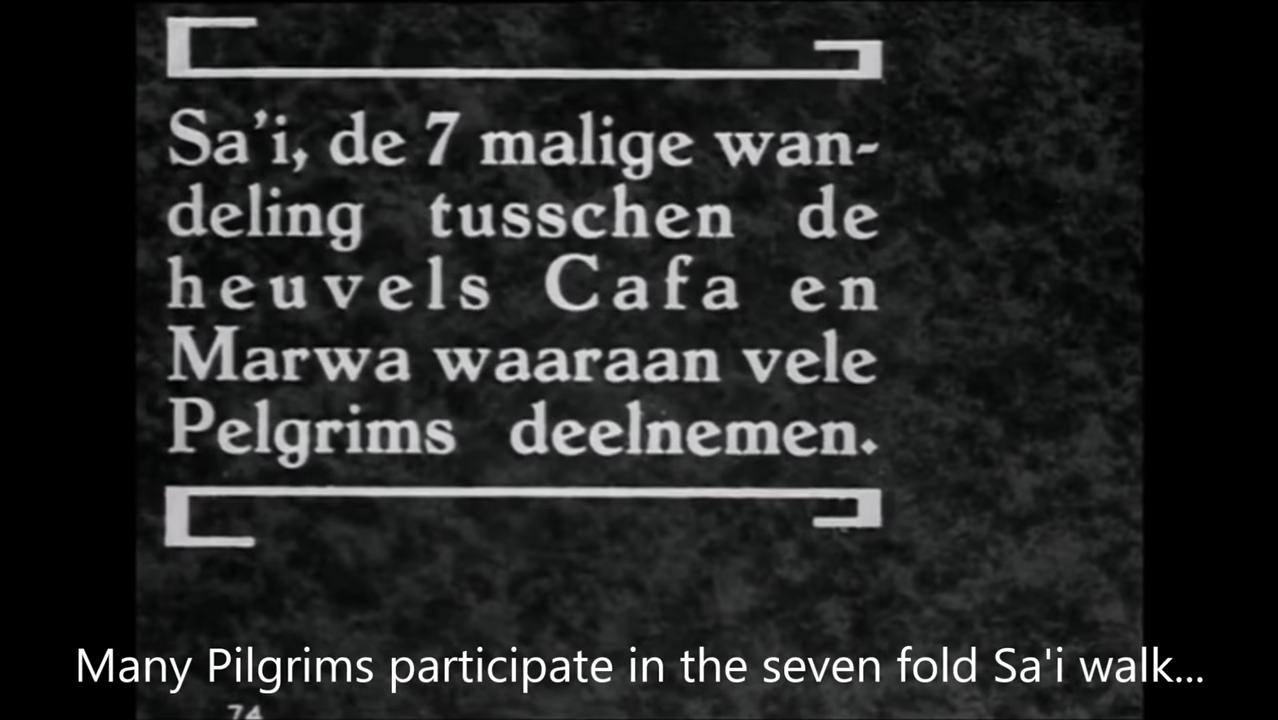 Sa'i, de 7 malige wan-
deling tusschen de
heuvels Cafa en
Marwa waaraan vele
Pelgrims deelnemen.
Many Pilgrims participate in the seven fold Sa'i walk...
74